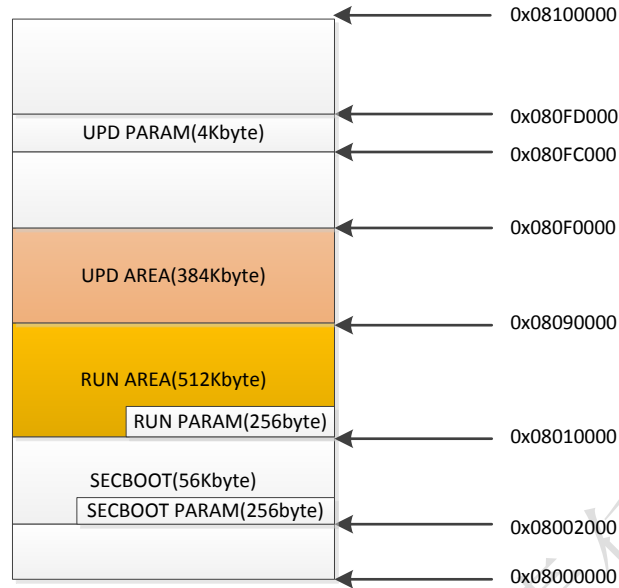 0x08100000
0x080FD000
UPD PARAM(4Kbyte)
0x080FC000
0x080F0000
UPD AREA(384Kbyte)
0x08090000
RUN AREA(512Kbyte)
RUN PARAM(256byte)
0x08010000
SECBOOT(56Kbyte)
SECBOOT PARAM(256byte)
0x08002000
0x08000000